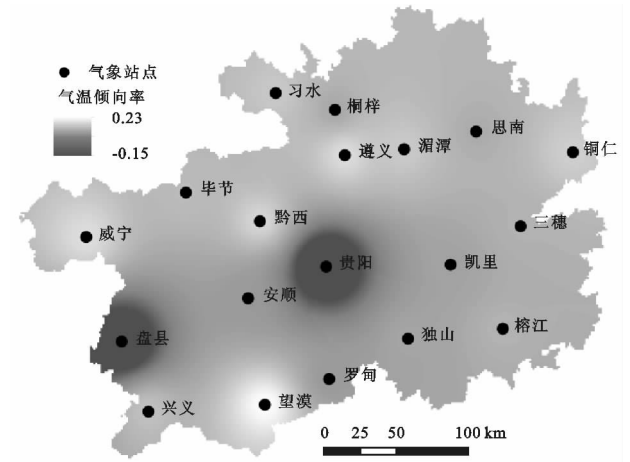 气象站点
气温倾向率
0.23
-0.15
习水
桐梓
思南
遵义
湄潭
铜仁
毕节
黔西
三穗
威宁
贵阳
凯里
安顺
盘县
独山
榕江
罗甸
兴义
望漠
0 25 50 100 km